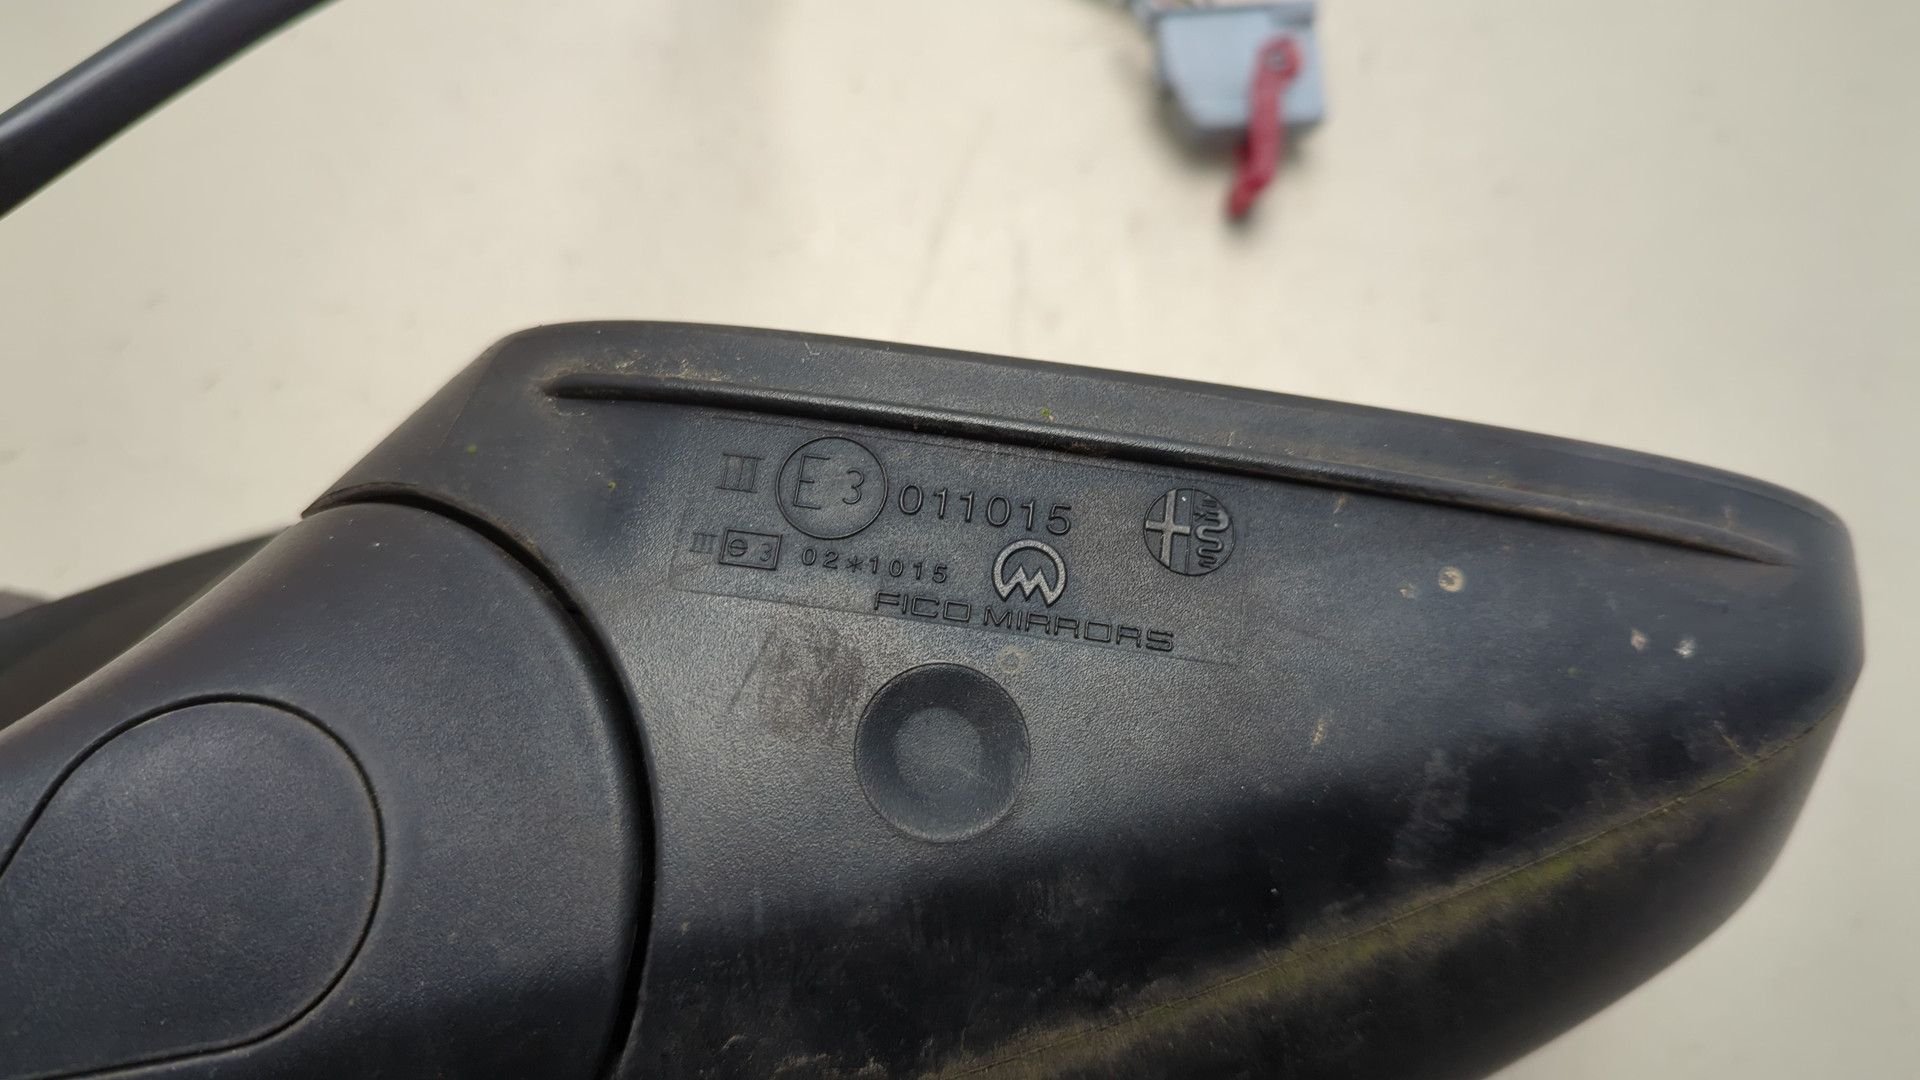 III E3 011015
III e3 02*1015
FICO MIRRORS